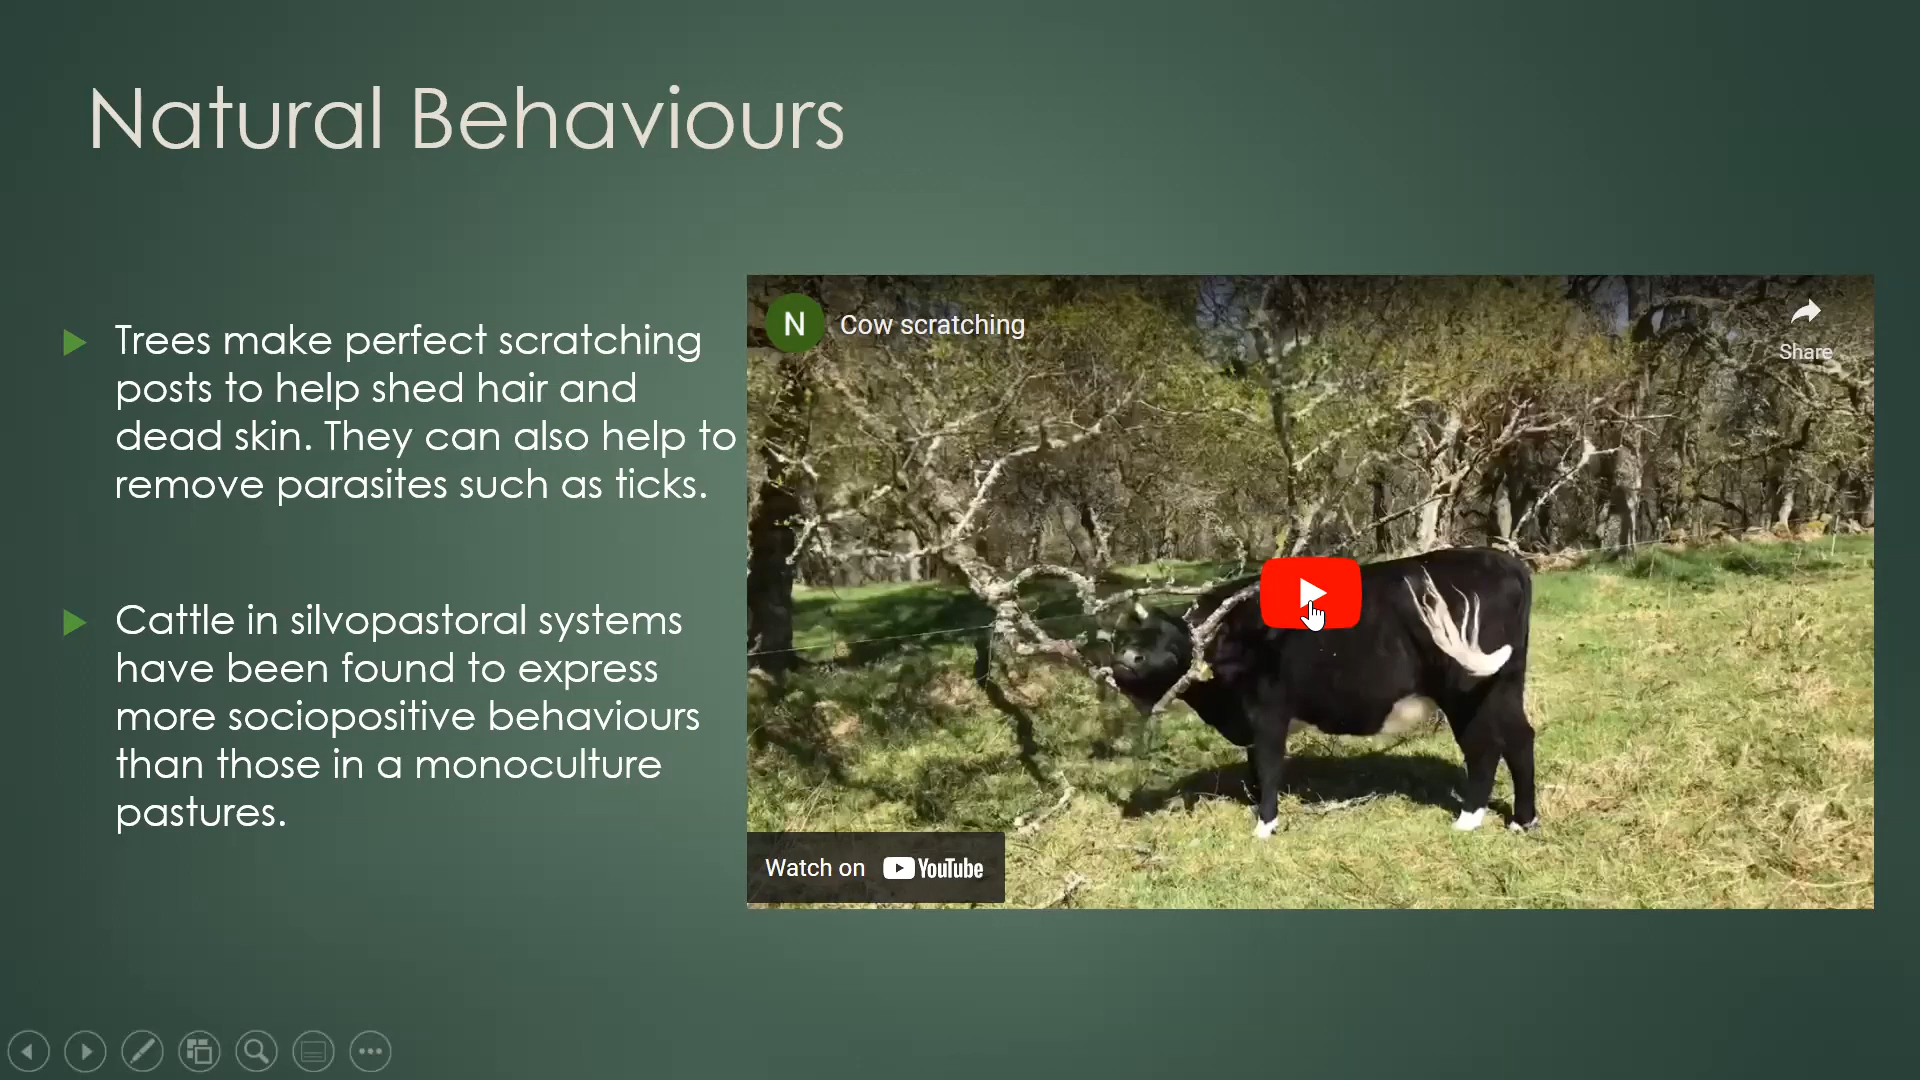 Natural Behaviours
Trees make perfect scratching
posts to help shed hair and
dead skin. They can also help to
remove parasites such as ticks.
Cattle in silvopastoral systems
have been found to express
more sociopositive behaviours
than those in a monoculture
pastures.
N Cow scratching
Share
Watch on YouTube